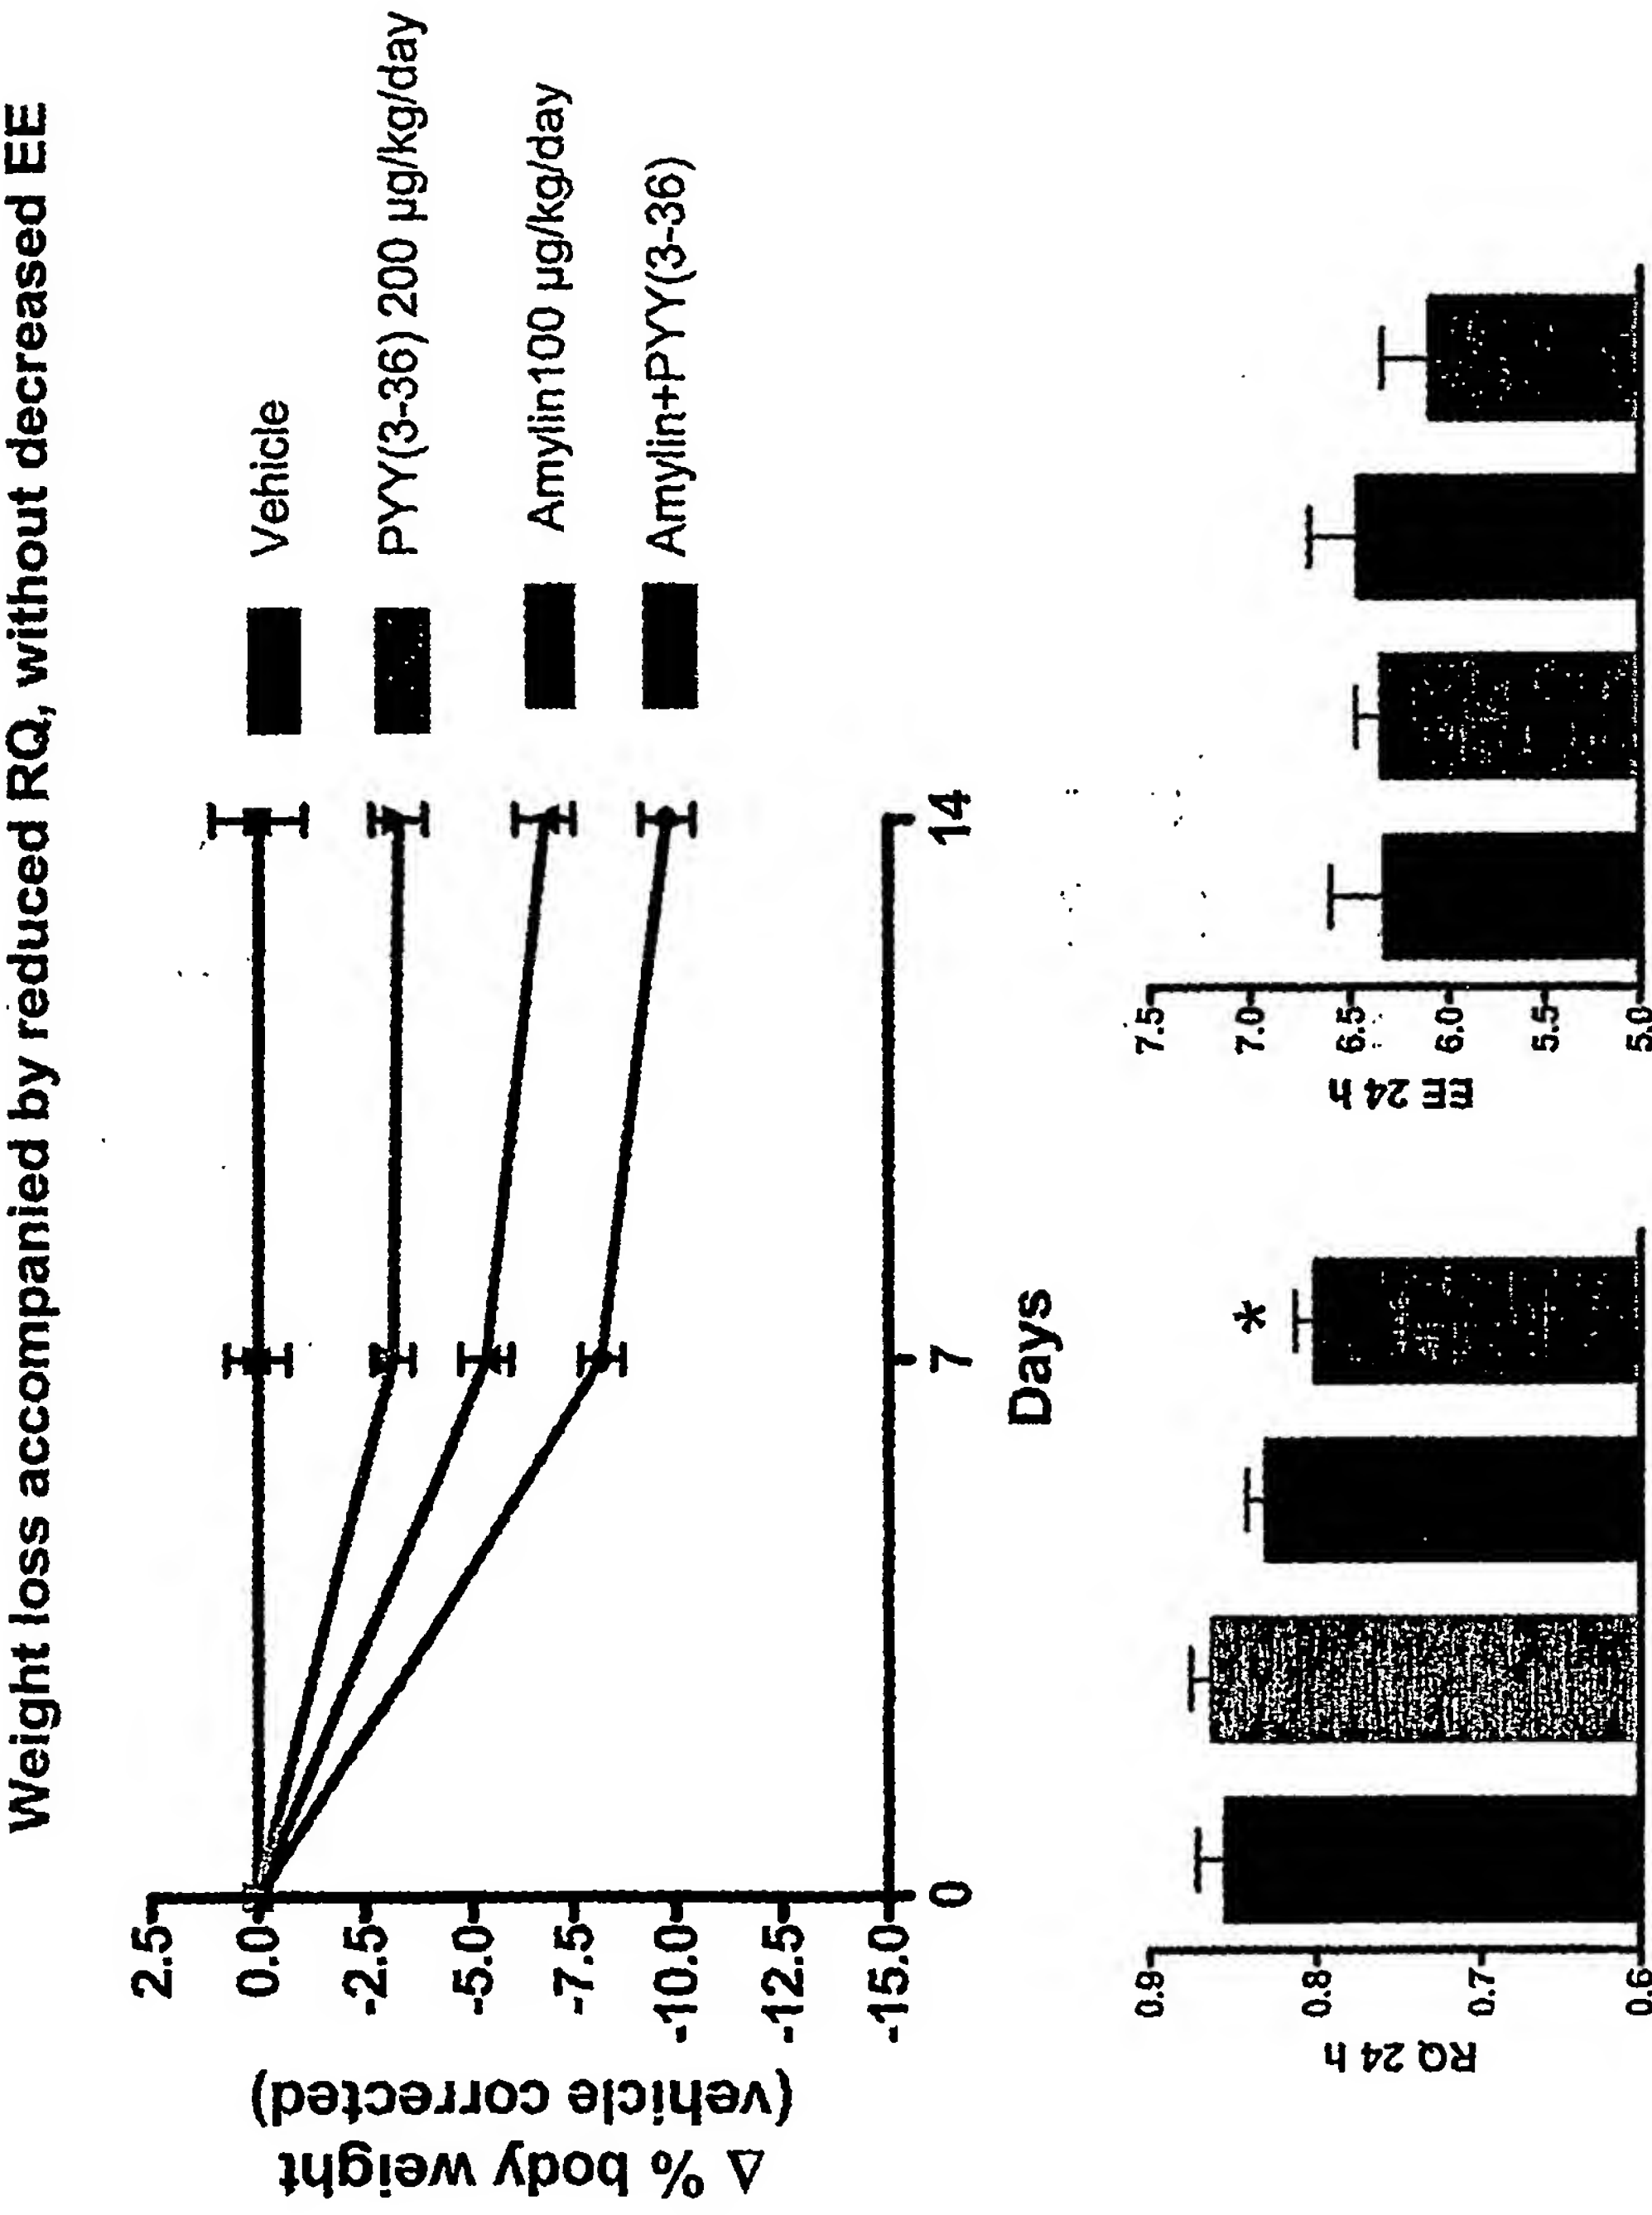 Weight loss accompanied by reduced RQ, without decreased EE
Δ % body weight
(vehicle corrected)
2.5
0.0
-2.5
-5.0
-7.5
-10.0
-12.5
-15.0
0
7
14
Days
Vehicle
PYY(3-36) 200 µg/kg/day
Amylin100 µg/kg/day
Amylin+PYY(3-36)
RQ 24 h
0.9
0.8
0.7
0.6
*
EE 24 h
7.5
7.0
6.5
6.0
5.5
5.0